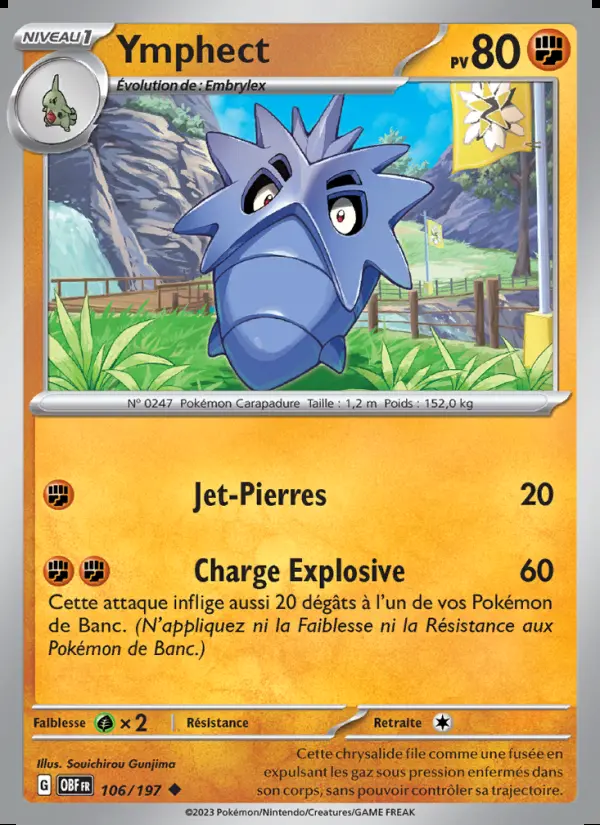 NIVEAU 1
Ymphect
PV 80
Évolution de : Embrylex
N° 0247 Pokémon Carapadure Taille : 1,2 m Poids : 152,0 kg
Jet-Pierres 20
Charge Explosive 60
Cette attaque inflige aussi 20 dégâts à l'un de vos Pokémon
de Banc. (N'appliquez ni la Faiblesse ni la Résistance aux
Pokémon de Banc.)
Faiblesse ×2 Résistance Retraite
Illus. Souichirou Gunjima
Cette chrysalide file comme une fusée en
expulsant les gaz sous pression enfermés dans
son corps, sans pouvoir contrôler sa trajectoire.
G OBF FR 106/197
©2023 Pokémon/Nintendo/Creatures/GAME FREAK